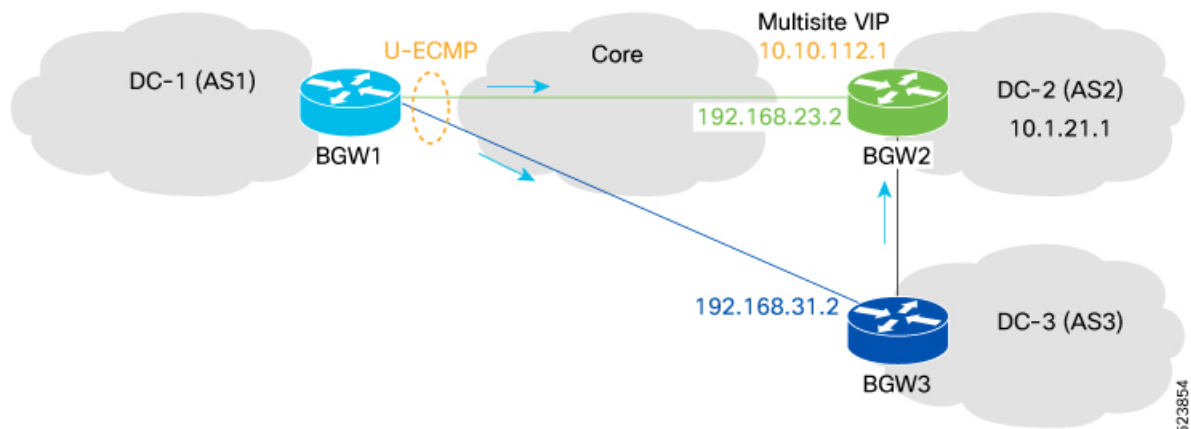 Multisite VIP
U-ECMP
10.10.112.1
DC-1 (AS1)
Core
DC-2 (AS2)
192.168.23.2
10.1.21.1
BGW1
BGW2
192.168.31.2
DC-3 (AS3)
BGW3
523854